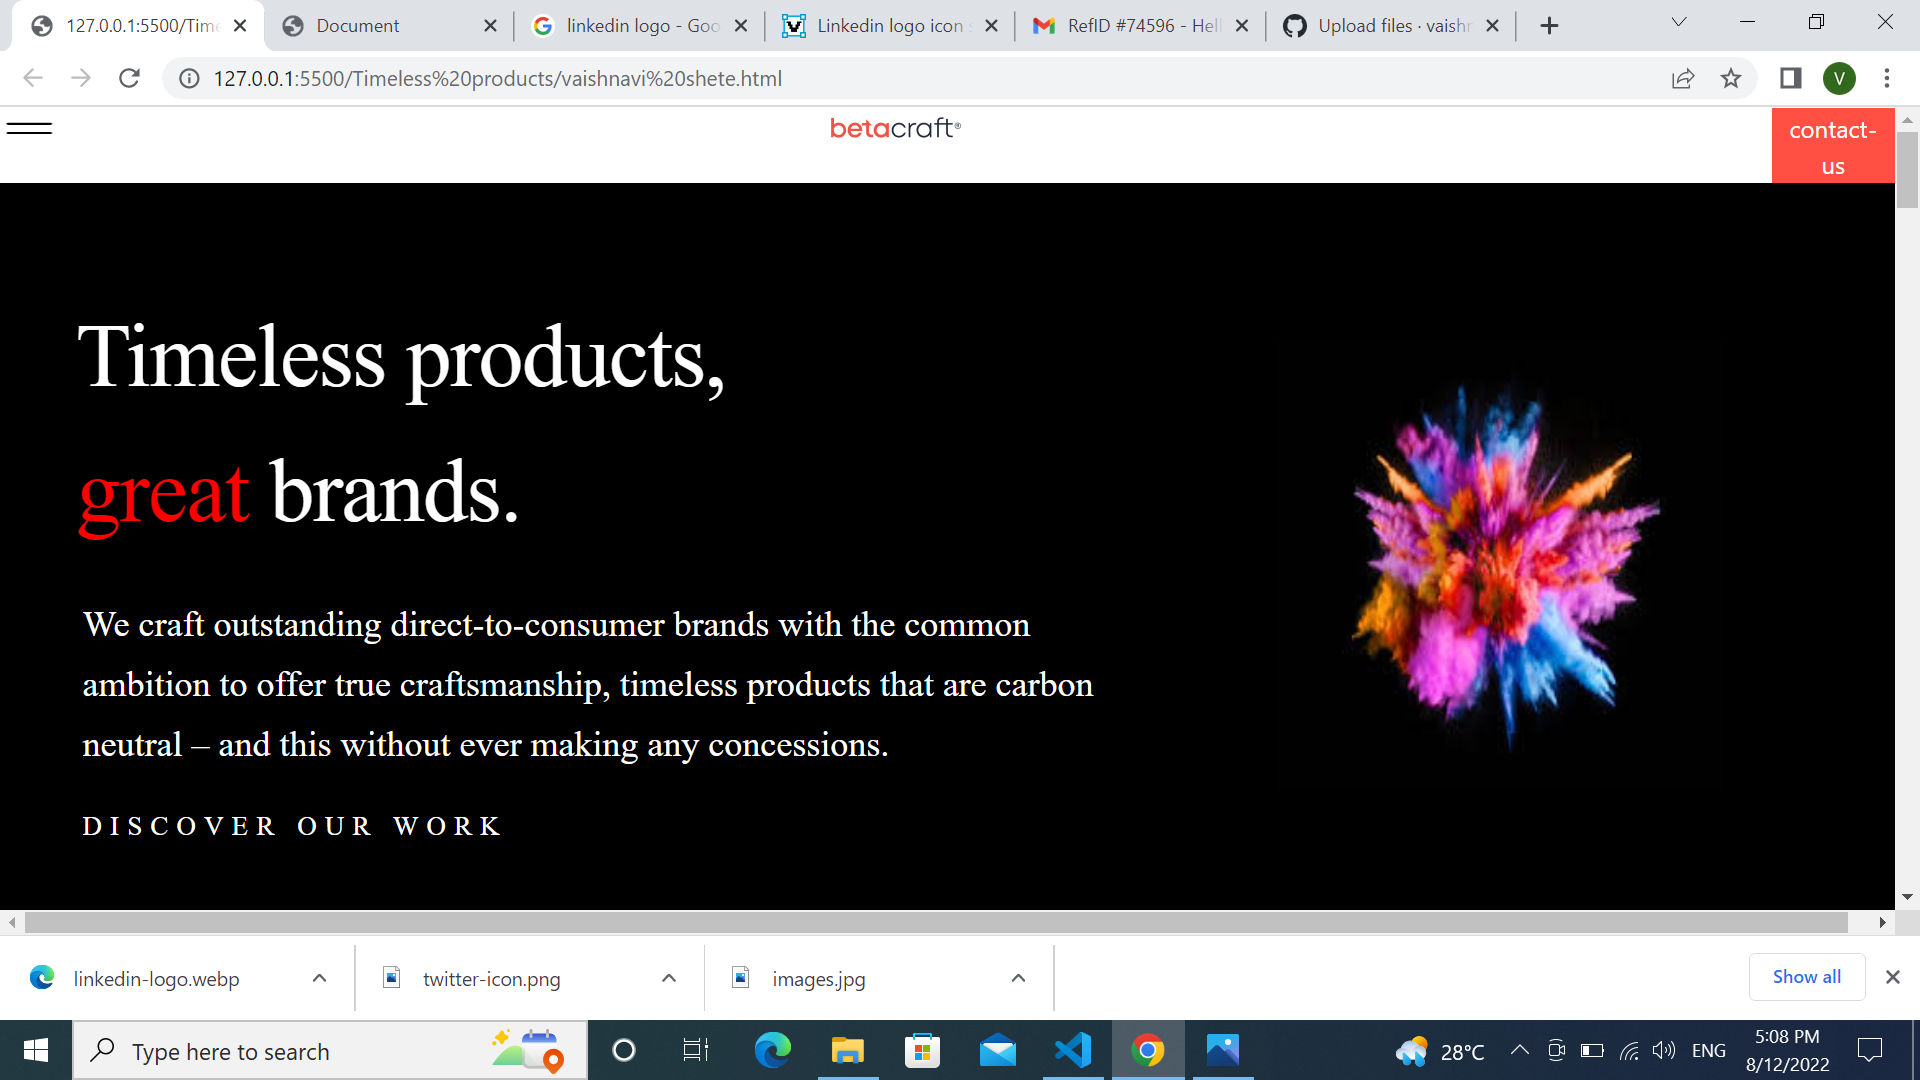 127.0.0.1:5500/Time
Document
linkedin logo - Goo
Linkedin logo icon s
RefID #74596 - Hell
Upload files · vaishn
127.0.0.1:5500/Timeless%20products/vaishnavi%20shete.html
V
betacraft®
contact-
us
Timeless products,
great brands.
We craft outstanding direct-to-consumer brands with the common
ambition to offer true craftsmanship, timeless products that are carbon
neutral – and this without ever making any concessions.
DISCOVER OUR WORK
linkedin-logo.webp
twitter-icon.png
images.jpg
Show all
Type here to search
28°C
ENG
5:08 PM
8/12/2022